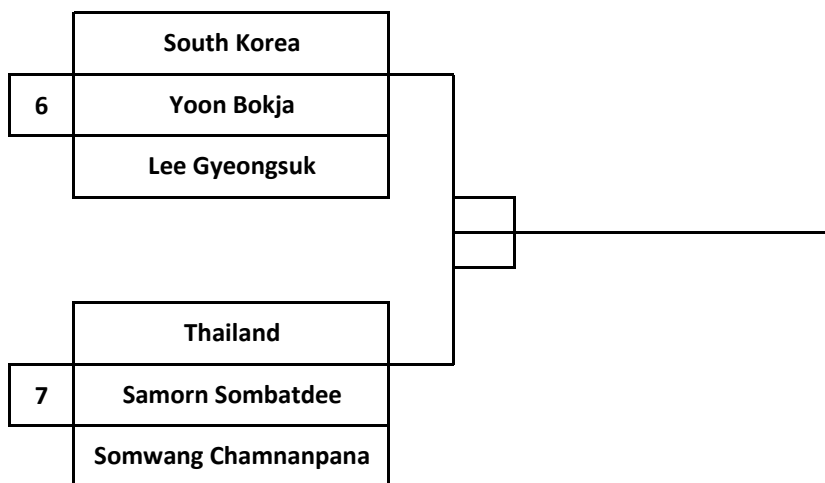 South Korea
6
Yoon Bokja
Lee Gyeongsuk
Thailand
7
Samorn Sombatdee
Somwang Chamnanpana